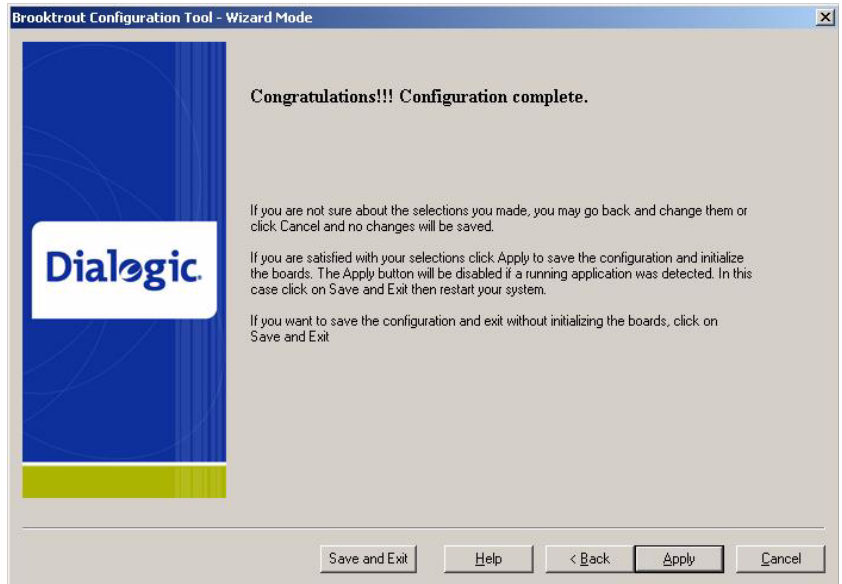 Brooktrout Configuration Tool - Wizard Mode
Congratulations!!! Configuration complete.
If you are not sure about the selections you made, you may go back and change them or
click Cancel and no changes will be saved.
Dialogic.
If you are satisfied with your selections click Apply to save the configuration and initialize
the boards. The Apply button will be disabled if a running application was detected. In this
case click on Save and Exit then restart your system.
If you want to save the configuration and exit without initializing the boards, click on
Save and Exit
Save and Exit
Help
< Back
Apply
Cancel